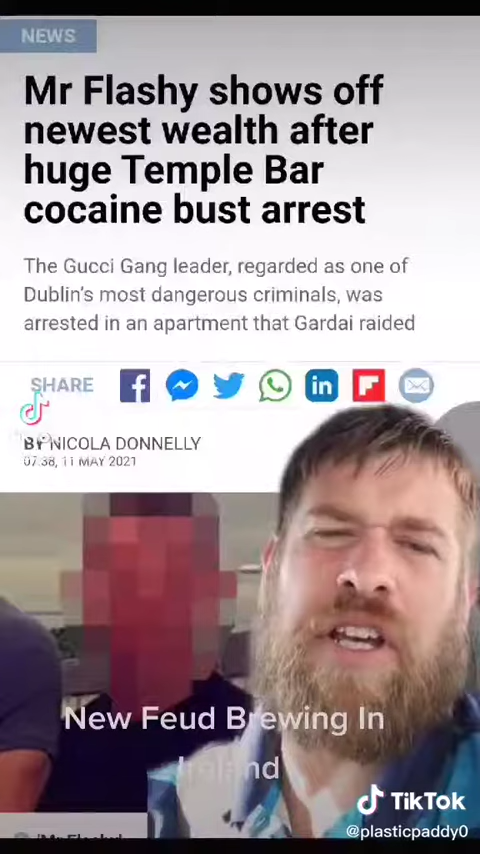 NEWS
Mr Flashy shows off
newest wealth after
huge Temple Bar
cocaine bust arrest
The Gucci Gang leader, regarded as one of
Dublin's most dangerous criminals, was
arrested in an apartment that Gardai raided
SHARE
BY NICOLA DONNELLY
07:38, 11 MAY 2021
New Feud Brewing In
Ireland
TikTok
@plasticpaddy0